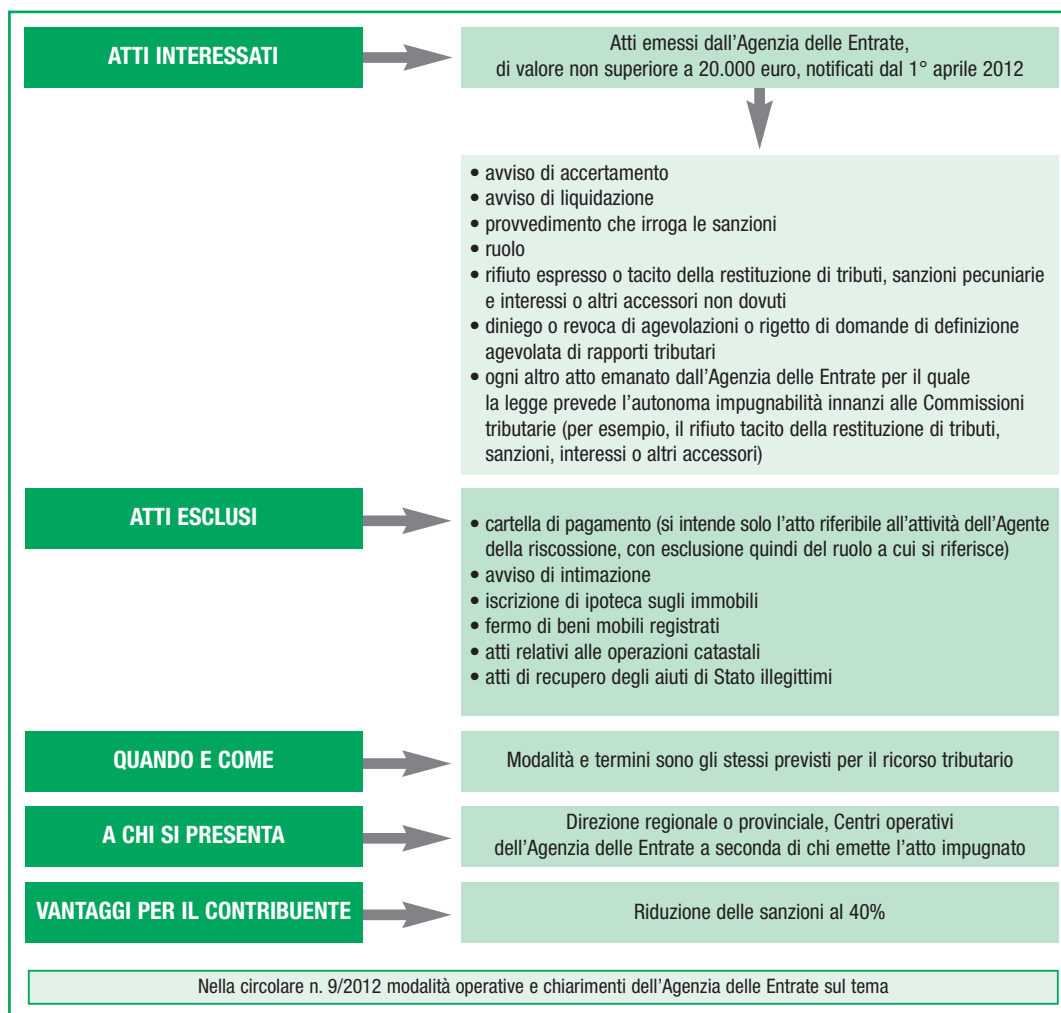 ATTI INTERESSATI
Atti emessi dall'Agenzia delle Entrate,
di valore non superiore a 20.000 euro, notificati dal 1° aprile 2012
• avviso di accertamento
• avviso di liquidazione
• provvedimento che irroga le sanzioni
• ruolo
• rifiuto espresso o tacito della restituzione di tributi, sanzioni pecuniarie
e interessi o altri accessori non dovuti
• diniego o revoca di agevolazioni o rigetto di domande di definizione
agevolata di rapporti tributari
• ogni altro atto emanato dall'Agenzia delle Entrate per il quale
la legge prevede l'autonoma impugnabilità innanzi alle Commissioni
tributarie (per esempio, il rifiuto tacito della restituzione di tributi,
sanzioni, interessi o altri accessori)
ATTI ESCLUSI
• cartella di pagamento (si intende solo l'atto riferibile all'attività dell'Agente
della riscossione, con esclusione quindi del ruolo a cui si riferisce)
• avviso di intimazione
• iscrizione di ipoteca sugli immobili
• fermo di beni mobili registrati
• atti relativi alle operazioni catastali
• atti di recupero degli aiuti di Stato illegittimi
QUANDO E COME
Modalità e termini sono gli stessi previsti per il ricorso tributario
A CHI SI PRESENTA
Direzione regionale o provinciale, Centri operativi
dell'Agenzia delle Entrate a seconda di chi emette l'atto impugnato
VANTAGGI PER IL CONTRIBUENTE
Riduzione delle sanzioni al 40%
Nella circolare n. 9/2012 modalità operative e chiarimenti dell'Agenzia delle Entrate sul tema